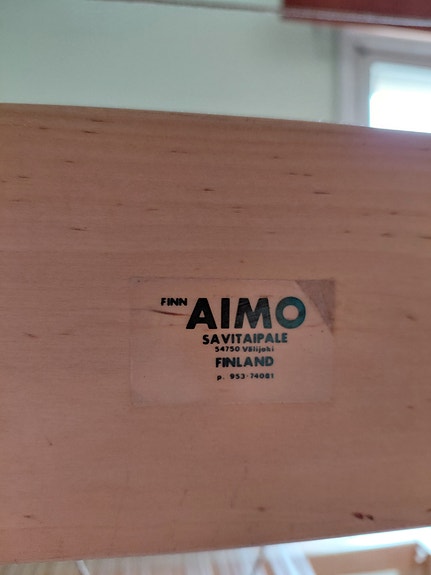 FINN AIMO
SAVITAIPALE
54750 Välijoki
FINLAND
p. 953-74081